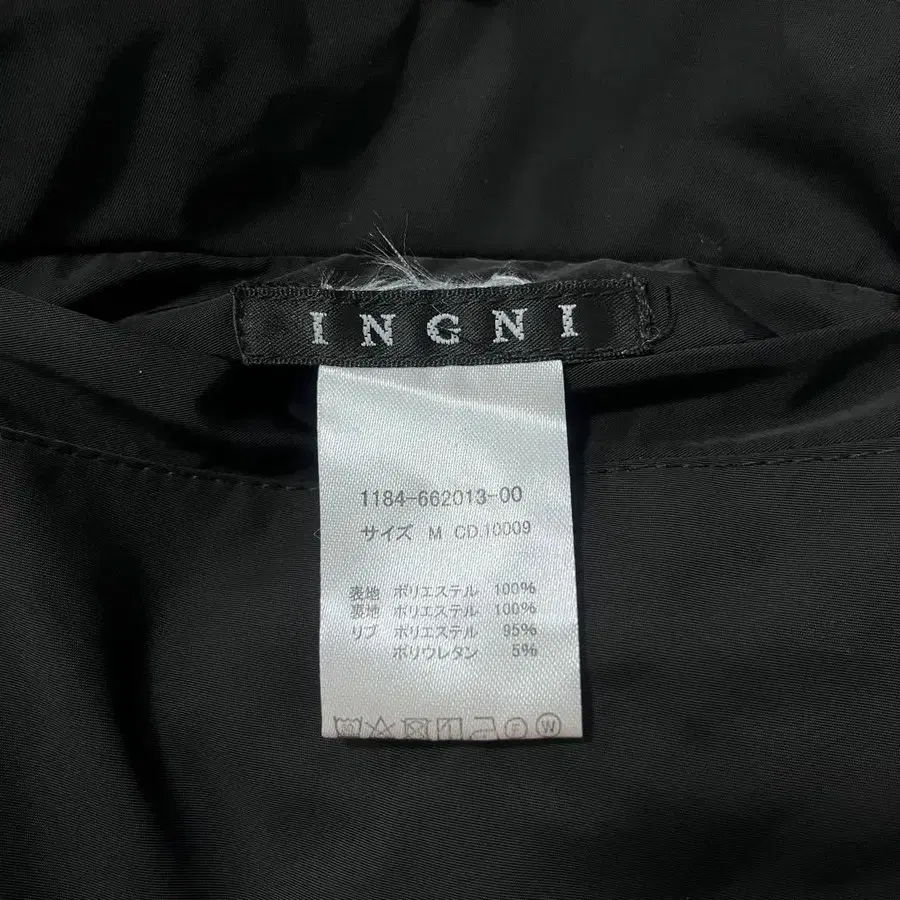 INGNI
1184-662013-00
サイズ M CD.10009
表地 ポリエステル 100%
裏地 ポリエステル 100%
リブ ポリエステル 95%
ポリウレタン 5%
F W